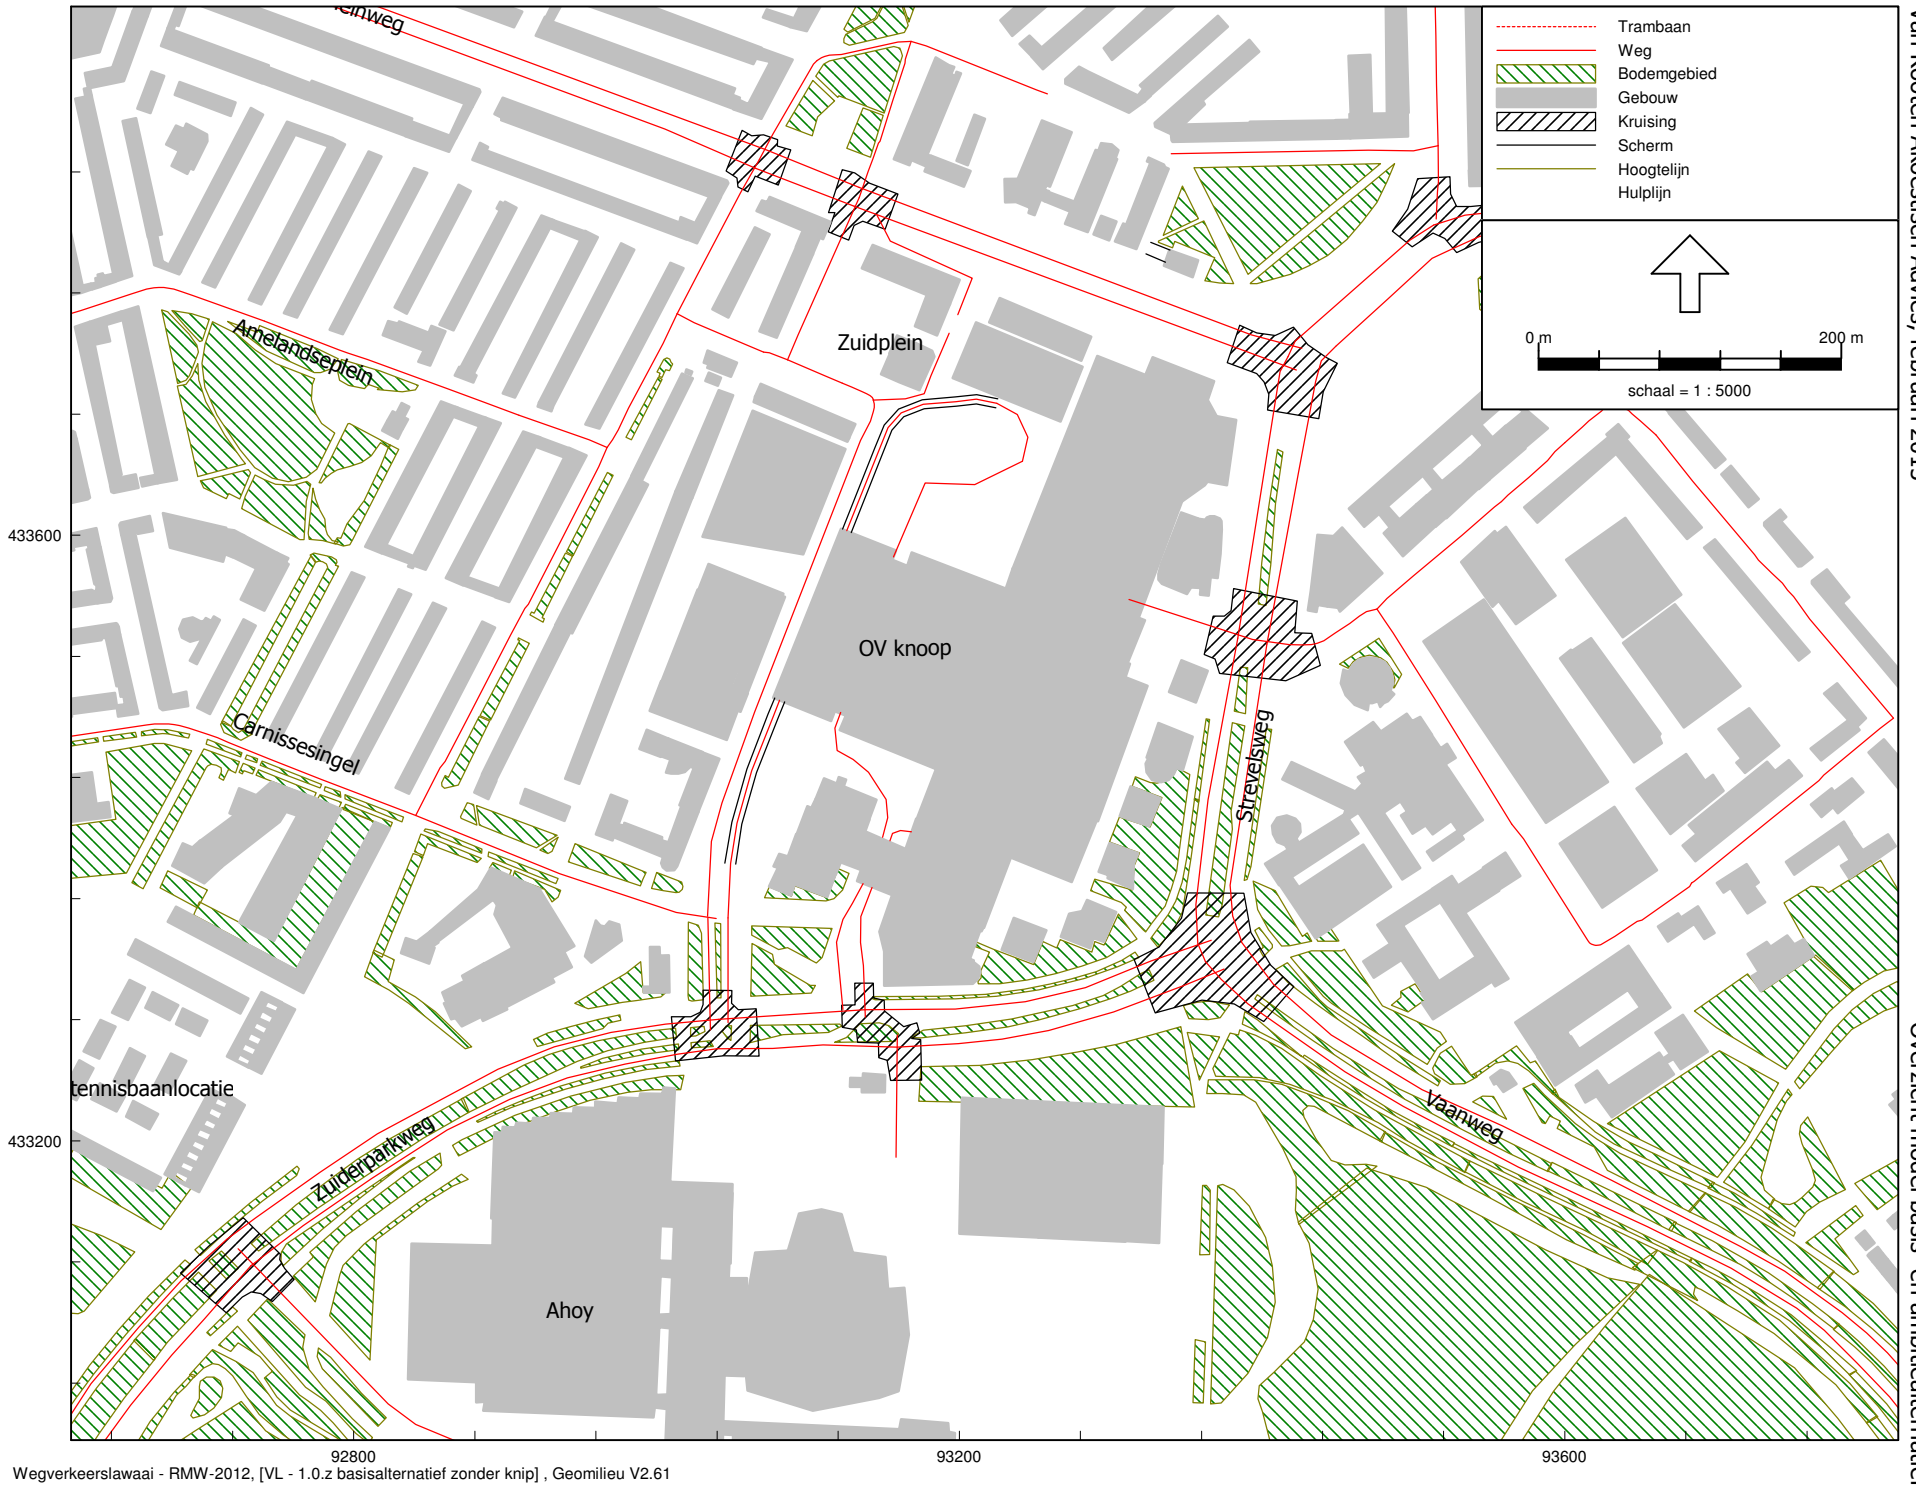 Trambaan
Weg
Bodemgebied
Gebouw
Kruising
Scherm
Hoogtelijn
Hulplijn
0 m
200 m
schaal = 1 : 5000
Zuidplein
Amelandseplein
433600
OV knoop
Carnissesingel
Strevelsweg
tennisbaanlocatie
Zuiderparkweg
Vaanweg
433200
Ahoy
92800
93200
93600
Wegverkeerslawaai - RMW-2012, [VL - 1.0.z basisalternatief zonder knip] , Geomilieu V2.61